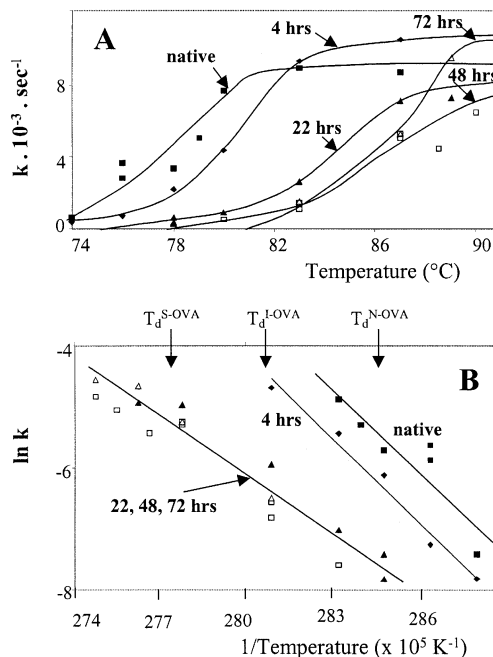 A
4 hrs
72 hrs
native
48 hrs
22 hrs
k . 10⁻³ . sec⁻¹
8
4
0
74 78 82 86 90
Temperature (°C)
T_d^S-OVA T_d^I-OVA T_d^N-OVA
B
ln k
-4
-6
-8
4 hrs
native
22, 48, 72 hrs
274 277 280 283 286
1/Temperature (x 10⁵ K⁻¹)